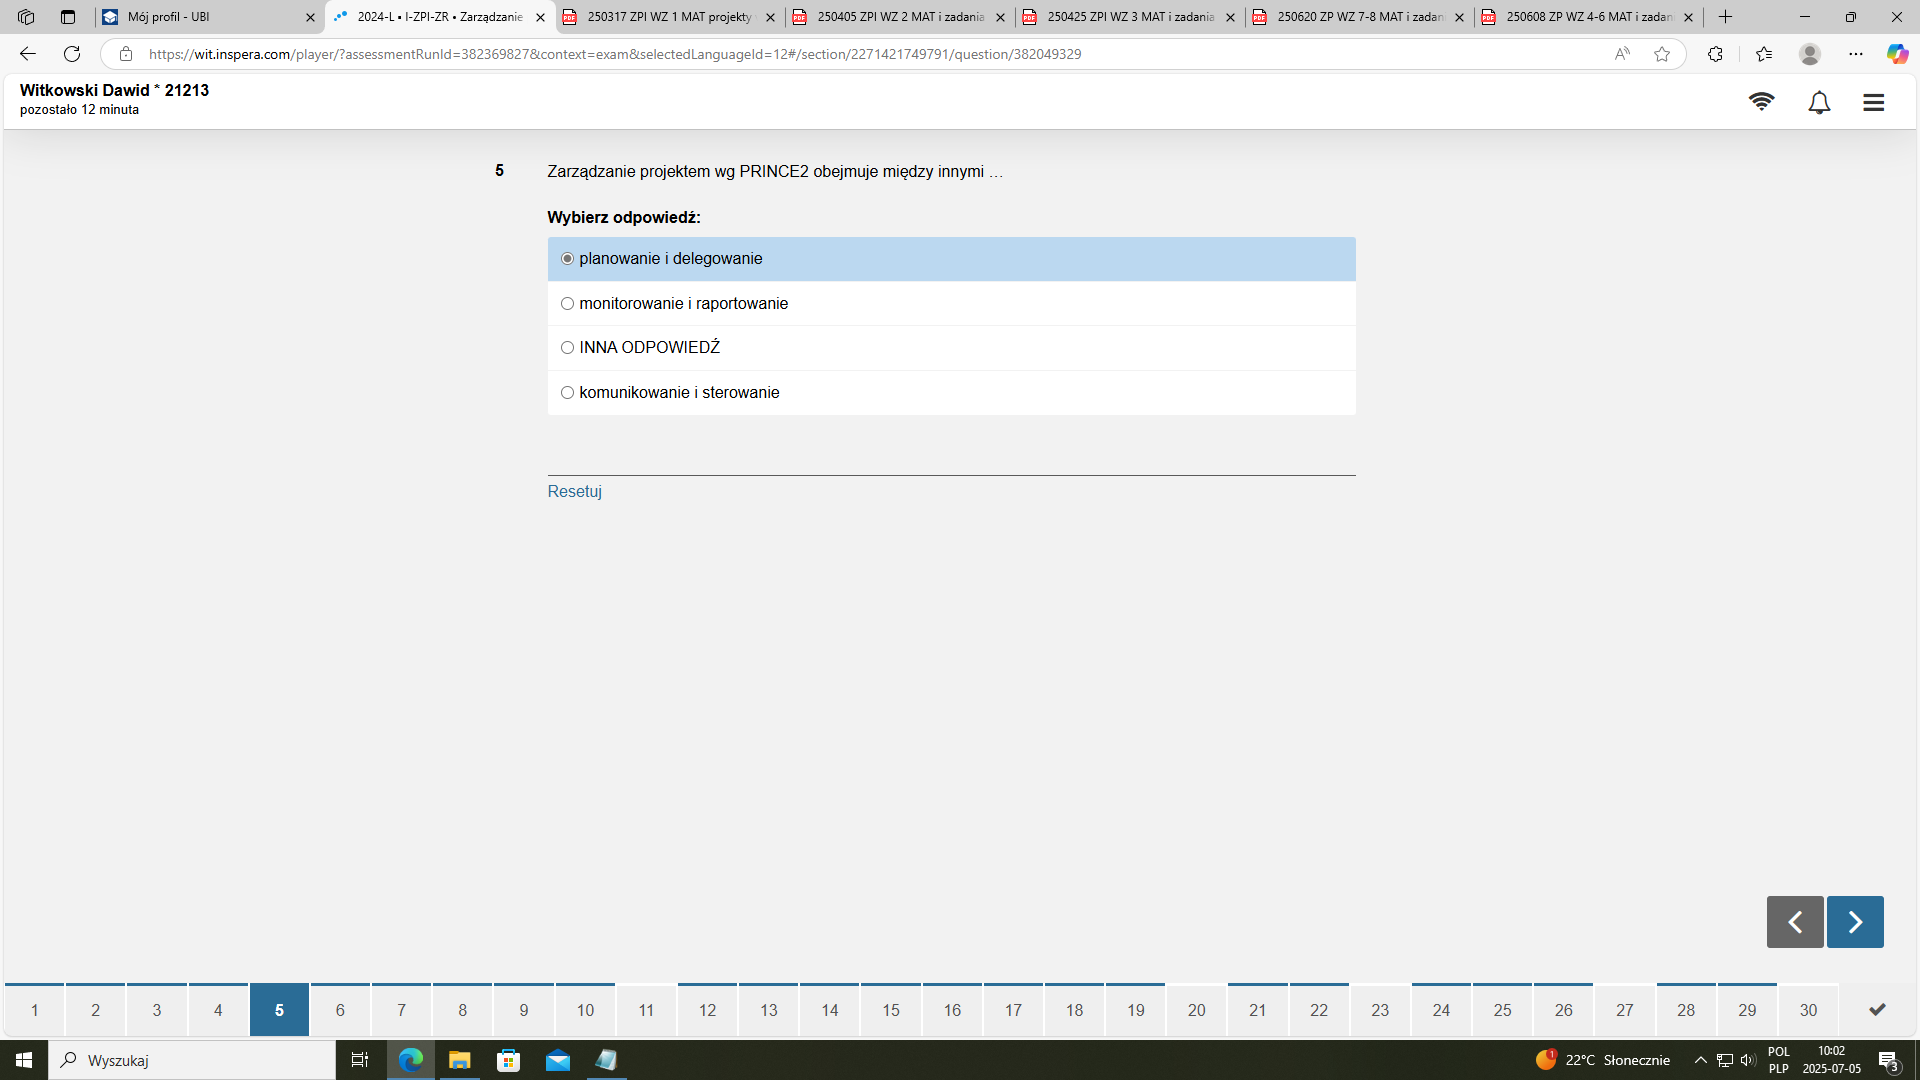 Mój profil - UBI
2024-L • I-ZPI-ZR • Zarządzanie
250317 ZPI WZ 1 MAT projekty
250405 ZPI WZ 2 MAT i zadania
250425 ZPI WZ 3 MAT i zadania
250620 ZP WZ 7-8 MAT i zadan
250608 ZP WZ 4-6 MAT i zadan
https://wit.inspera.com/player/?assessmentRunId=382369827&context=exam&selectedLanguageId=12#/section/2271421749791/question/382049329
Witkowski Dawid * 21213
pozostało 12 minuta
5
Zarządzanie projektem wg PRINCE2 obejmuje między innymi …
Wybierz odpowiedź:
planowanie i delegowanie
monitorowanie i raportowanie
INNA ODPOWIEDŹ
komunikowanie i sterowanie
Resetuj
1 2 3 4 5 6 7 8 9 10 11 12 13 14 15 16 17 18 19 20 21 22 23 24 25 26 27 28 29 30
Wyszukaj
1
22°C Słonecznie
POL
PLP
10:02
2025-07-05
3